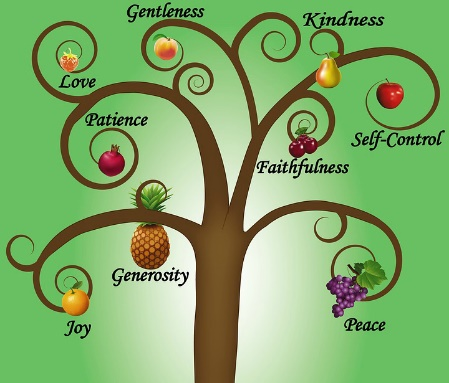 Gentleness
Kindness
Love
Patience
Self-Control
Faithfulness
Generosity
Joy
Peace